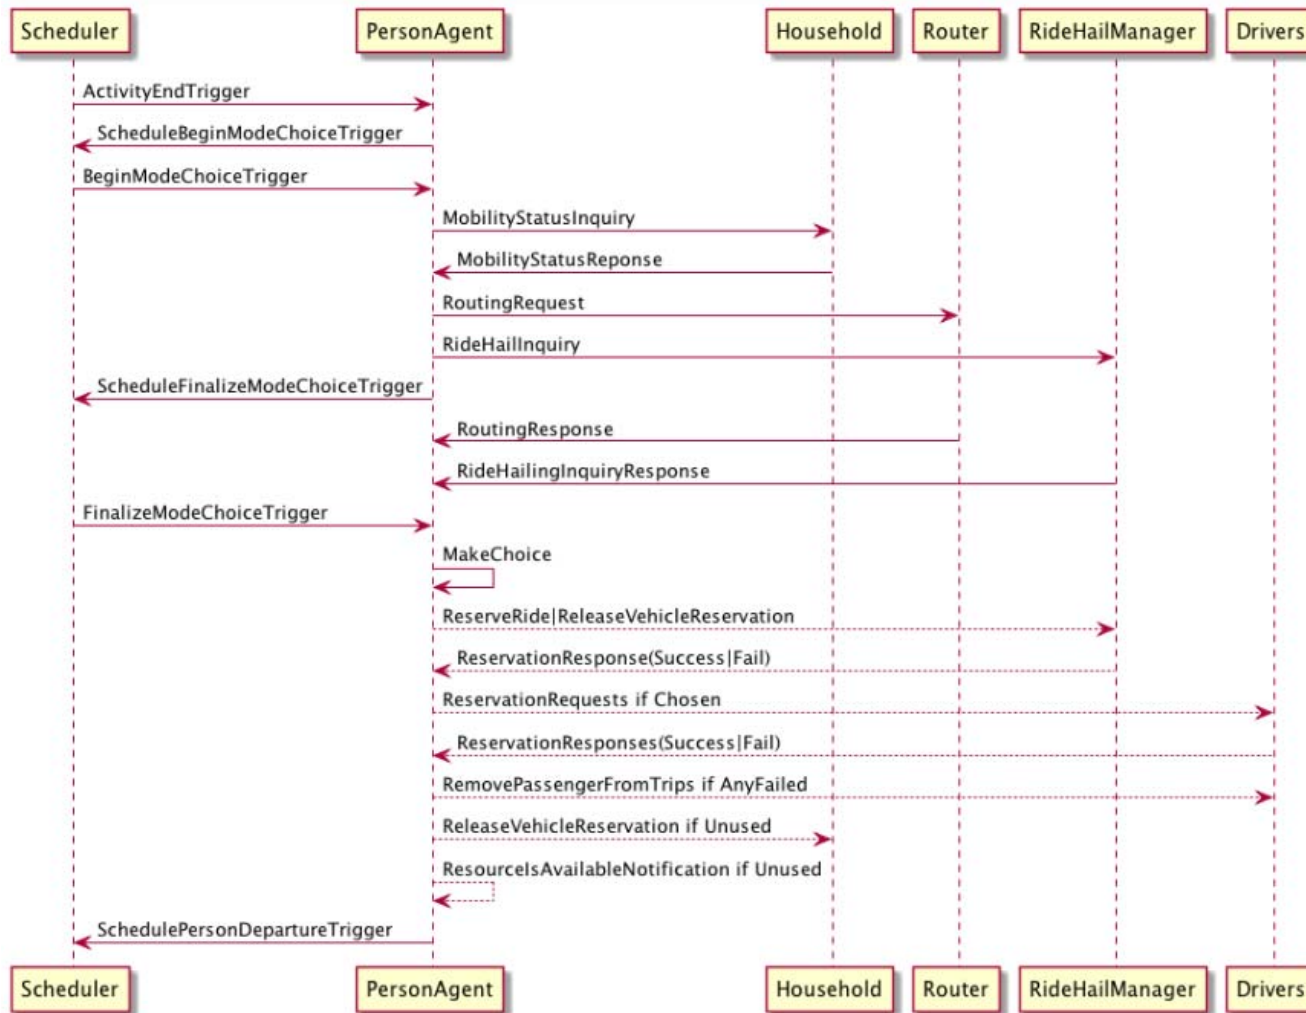 Scheduler PersonAgent Household Router RideHailManager Drivers
ActivityEndTrigger
ScheduleBeginModeChoiceTrigger
BeginModeChoiceTrigger
MobilityStatusInquiry
MobilityStatusReponse
RoutingRequest
RideHailInquiry
ScheduleFinalizeModeChoiceTrigger
RoutingResponse
RideHailingInquiryResponse
FinalizeModeChoiceTrigger
MakeChoice
ReserveRide|ReleaseVehicleReservation
ReservationResponse(Success|Fail)
ReservationRequests if Chosen
ReservationResponses(Success|Fail)
RemovePassengerFromTrips if AnyFailed
ReleaseVehicleReservation if Unused
ResourceIsAvailableNotification if Unused
SchedulePersonDepartureTrigger
Scheduler PersonAgent Household Router RideHailManager Drivers